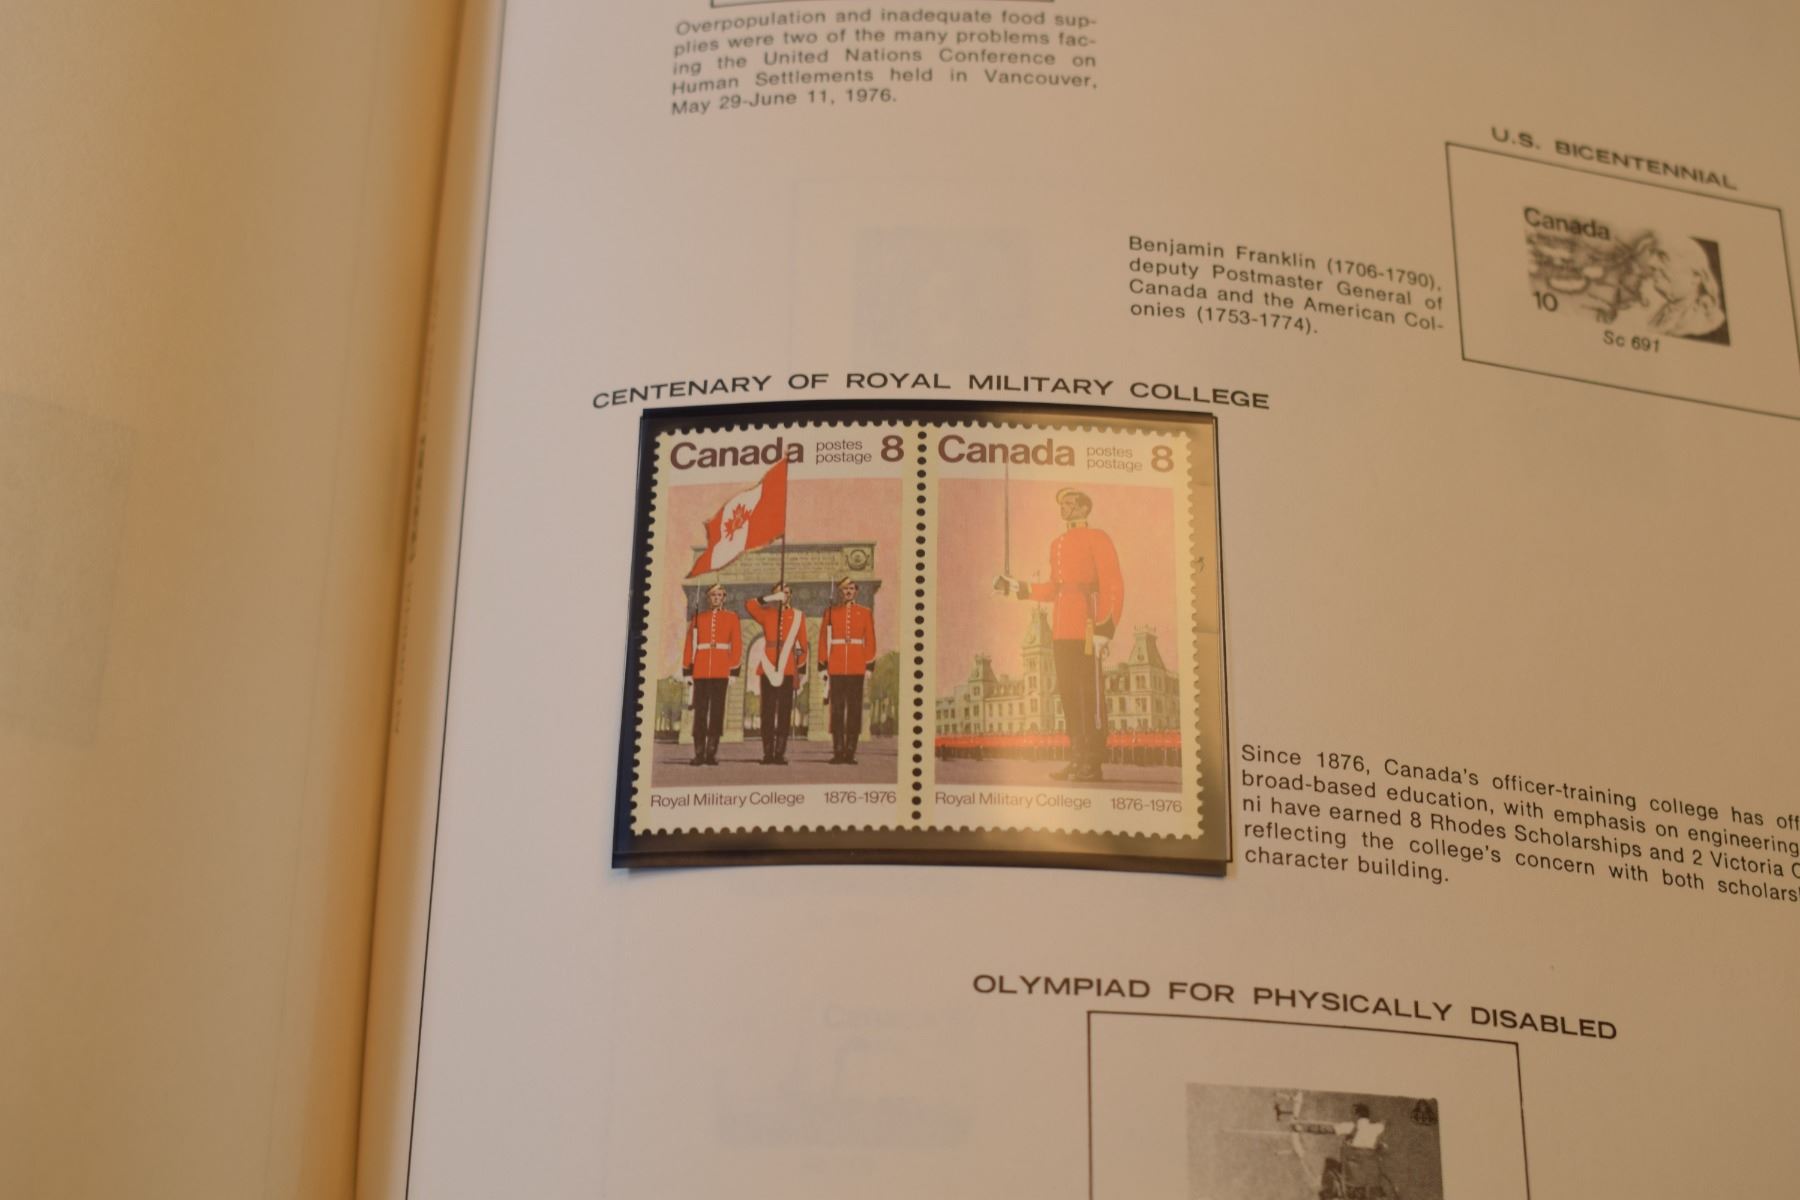 Overpopulation and inadequate food sup-
plies were two of the many problems fac-
ing the United Nations Conference on
Human Settlements held in Vancouver,
May 29-June 11, 1976.
U.S. BICENTENNIAL
Benjamin Franklin (1706-1790),
deputy Postmaster General of
Canada and the American Col-
onies (1753-1774).
Canada
10
Sc 691
CENTENARY OF ROYAL MILITARY COLLEGE
Canada postes postage 8
Royal Military College 1876-1976
Canada postes postage 8
Royal Military College 1876-1976
Since 1876, Canada's officer-training college has off
broad-based education, with emphasis on engineering
ni have earned 8 Rhodes Scholarships and 2 Victoria C
reflecting the college's concern with both scholars
character building.
OLYMPIAD FOR PHYSICALLY DISABLED